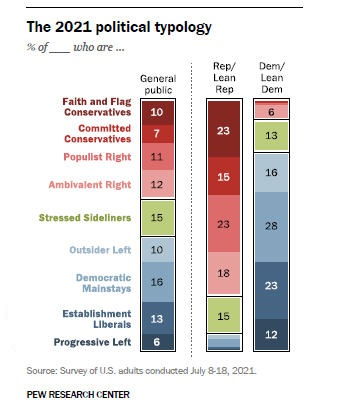 The 2021 political typology
% of ___ who are ...
General public
Rep/ Lean Rep
Dem/ Lean Dem
Faith and Flag Conservatives 10 23
Committed Conservatives 7 15 6
Populist Right 11 23 13
Ambivalent Right 12 18 16
Stressed Sideliners 15 15 28
Outsider Left 10 23
Democratic Mainstays 16 12
Establishment Liberals 13
Progressive Left 6
Source: Survey of U.S. adults conducted July 8-18, 2021.
PEW RESEARCH CENTER